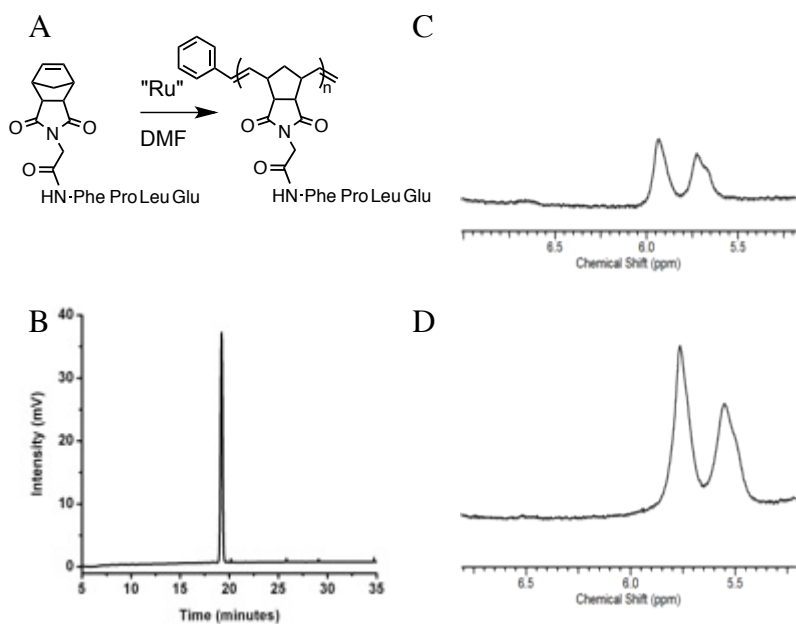 A
"Ru"
DMF
O
N
O
O
HN-Phe Pro Leu Glu
n
O
N
O
O
HN-Phe Pro Leu Glu
B
40
30
20
10
0
Intensity (mV)
5 10 15 20 25 30 35
Time (minutes)
C
6.5 6.0 5.5
Chemical Shift (ppm)
D
6.5 6.0 5.5
Chemical Shift (ppm)